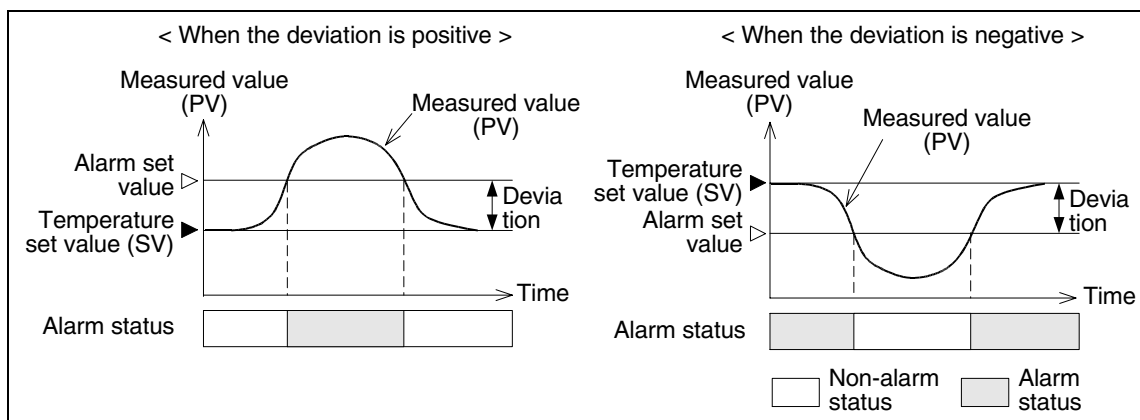 < When the deviation is positive >
Measured value
(PV)
Measured value
(PV)
Alarm set
value
Temperature
set value (SV)
Devia
tion
Time
Alarm status
< When the deviation is negative >
Measured value
(PV)
Measured value
(PV)
Temperature
set value (SV)
Alarm set
value
Devia
tion
Time
Alarm status
Non-alarm
status
Alarm
status